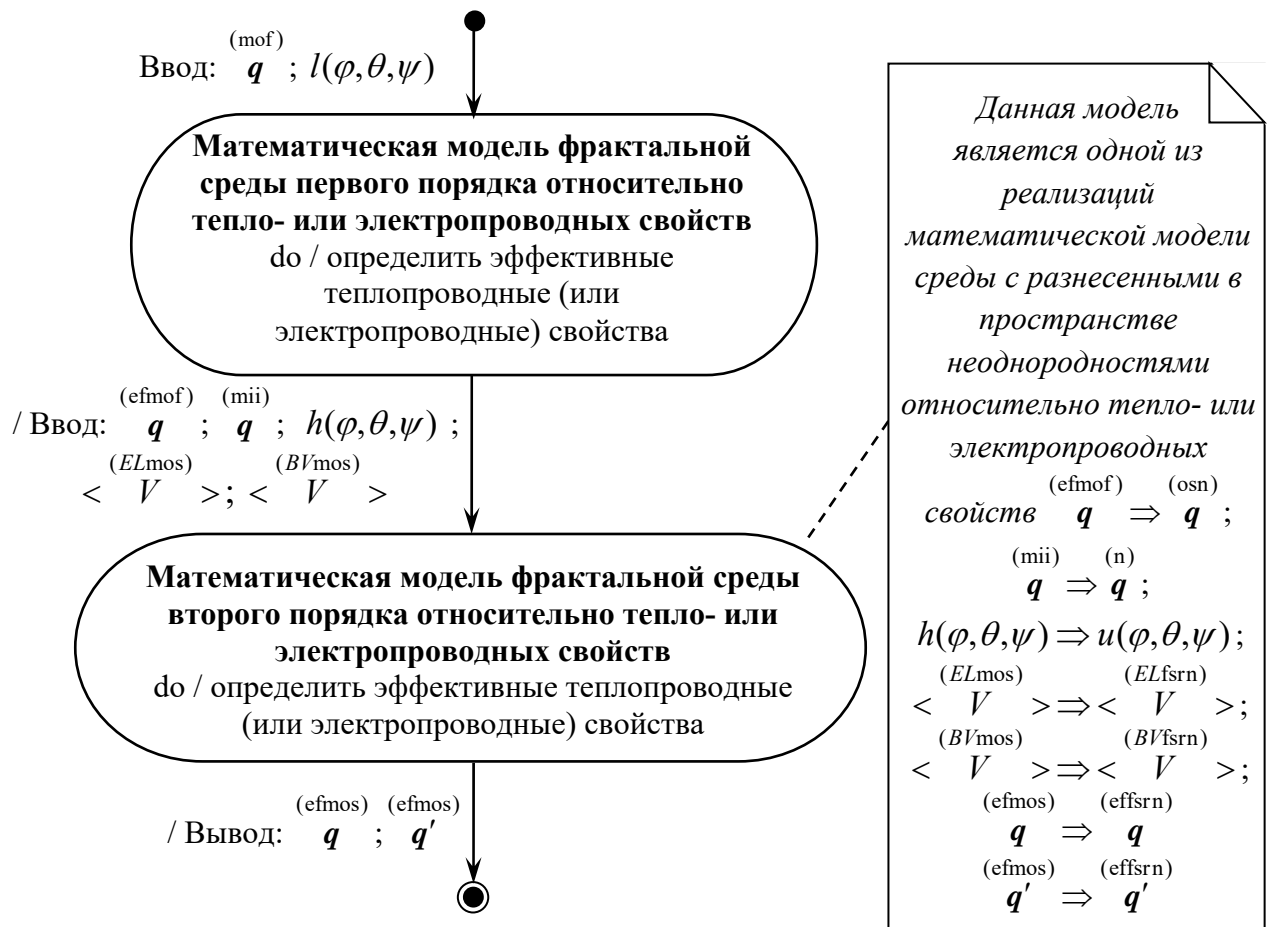 (mof)
Ввод: q ; l(φ,θ,ψ)
Математическая модель фрактальной
среды первого порядка относительно
тепло- или электропроводных свойств
do / определить эффективные
теплопроводные (или
электропроводные) свойства
(efmof) (mii)
/ Ввод: q ; q ; h(φ,θ,ψ) ;
(ELmos) (BVmos)
< V >; < V >
Математическая модель фрактальной среды
второго порядка относительно тепло- или
электропроводных свойств
do / определить эффективные теплопроводные
(или электропроводные) свойства
(efmos) (efmos)
/ Вывод: q ; q′
Данная модель
является одной из
реализаций
математической модели
среды с разнесенными в
пространстве
неоднородностями
относительно тепло- или
электропроводных
(efmof) (osn)
свойств q ⇒ q ;
(mii) (n)
q ⇒ q ;
h(φ,θ,ψ) ⇒ u(φ,θ,ψ) ;
(ELmos) (ELfsrn)
< V > ⇒ < V > ;
(BVmos) (BVfsrn)
< V > ⇒ < V > ;
(efmos) (effsrn)
q ⇒ q
(efmos) (effsrn)
q′ ⇒ q′